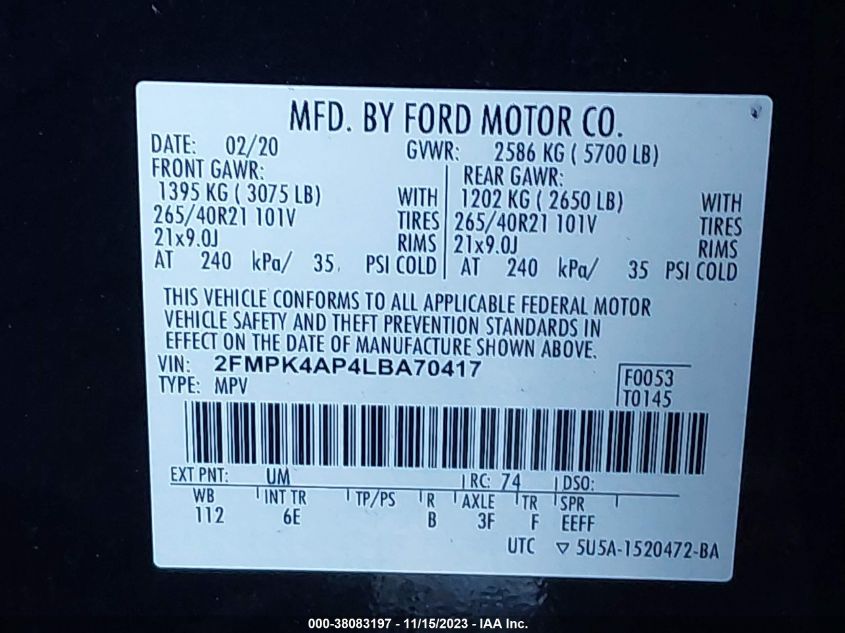 MFD. BY FORD MOTOR CO.
DATE: 02/20 GVWR: 2586 KG ( 5700 LB)
FRONT GAWR: REAR GAWR:
1395 KG ( 3075 LB) WITH 1202 KG ( 2650 LB) WITH
265/40R21 101V TIRES 265/40R21 101V TIRES
21x9.0J RIMS 21x9.0J RIMS
AT 240 kPa/ 35 PSI COLD AT 240 kPa/ 35 PSI COLD
THIS VEHICLE CONFORMS TO ALL APPLICABLE FEDERAL MOTOR
VEHICLE SAFETY AND THEFT PREVENTION STANDARDS IN
EFFECT ON THE DATE OF MANUFACTURE SHOWN ABOVE.
VIN: 2FMPK4AP4LBA70417
TYPE: MPV F0053
T0145
EXT PNT: UM RC: 74 DSO:
WB INT TR TP/PS R AXLE TR SPR
112 6E B 3F F EEFF
UTC ▽ 5U5A-1520472-BA
000-38083197 - 11/15/2023 - IAA Inc.